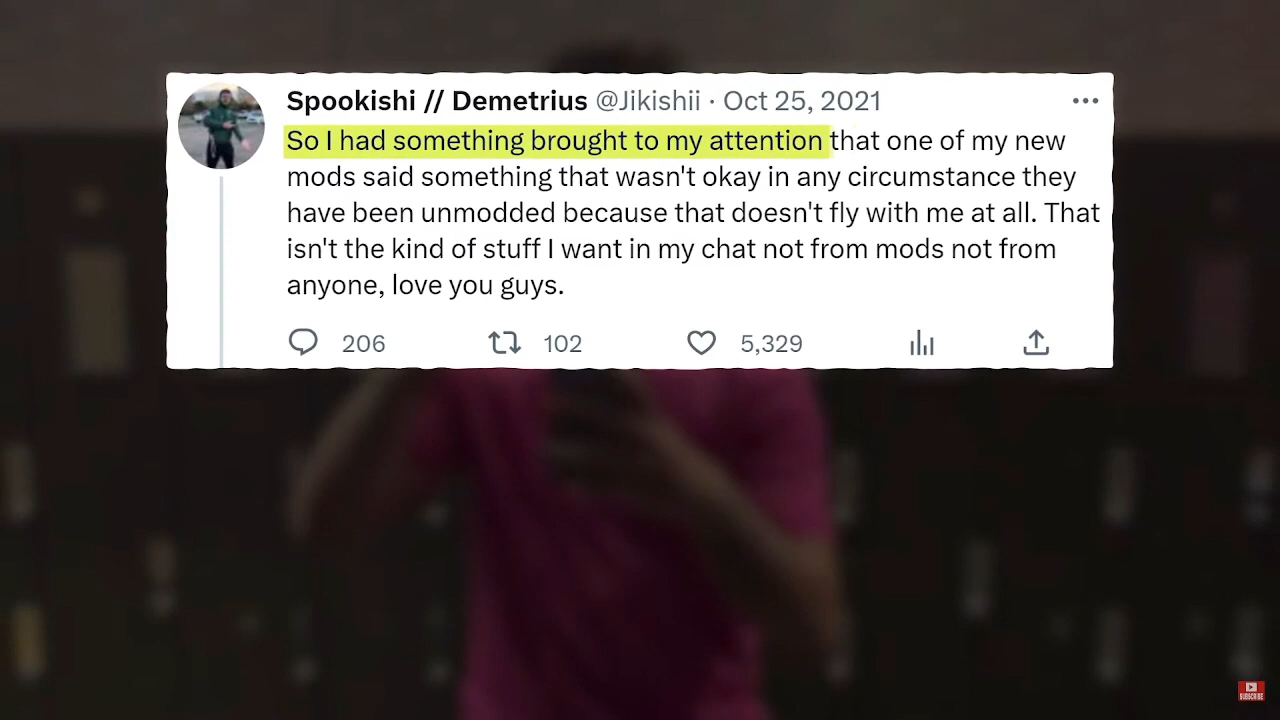 Spookishi // Demetrius @Jikishii · Oct 25, 2021
So I had something brought to my attention that one of my new
mods said something that wasn't okay in any circumstance they
have been unmodded because that doesn't fly with me at all. That
isn't the kind of stuff I want in my chat not from mods not from
anyone, love you guys.
206 102 5,329
SUBSCRIBE